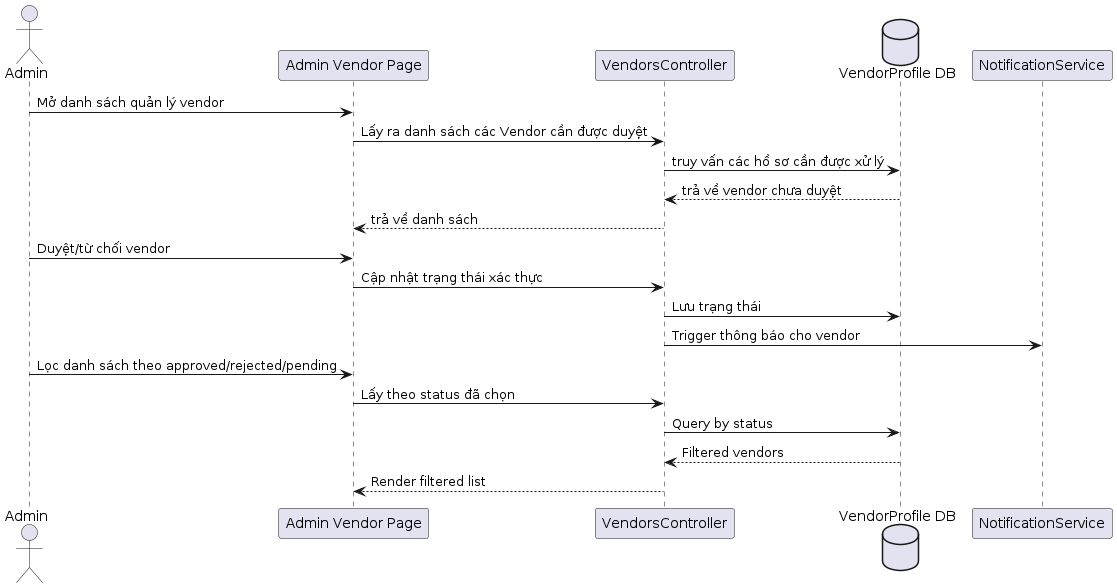 Admin
Admin Vendor Page
VendorsController
VendorProfile DB
NotificationService
Mở danh sách quản lý vendor
Lấy ra danh sách các Vendor cần được duyệt
truy vấn các hồ sơ cần được xử lý
trả về vendor chưa duyệt
trả về danh sách
Duyệt/từ chối vendor
Cập nhật trạng thái xác thực
Lưu trạng thái
Trigger thông báo cho vendor
Lọc danh sách theo approved/rejected/pending
Lấy theo status đã chọn
Query by status
Filtered vendors
Render filtered list
Admin
Admin Vendor Page
VendorsController
VendorProfile DB
NotificationService